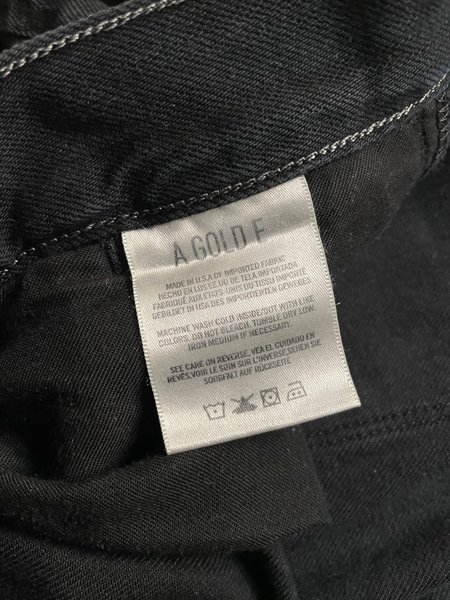 A GOLD E
MADE IN U.S.A OF IMPORTED FABRIC
HECHO EN LOS EE.UU DE TELA IMPORTADA
FABRIQUÉ AUX ETATS UNIS DU TISSU IMPORTÉ
GEBILDET IN USA DES IMPORTIERTEN GEWEBES
MACHINE WASH COLD INSIDE/OUT WITH LIKE
COLORS. DO NOT BLEACH. TUMBLE DRY LOW.
IRON MEDIUM IF NECESSARY.
SEE CARE ON REVERSE. VEA EL CUIDADO EN
REVÉS.VOIR LE SOIN SUR L'INVERSE.SEHEN SIE
SORGFALT AUF RÜCKSEITE